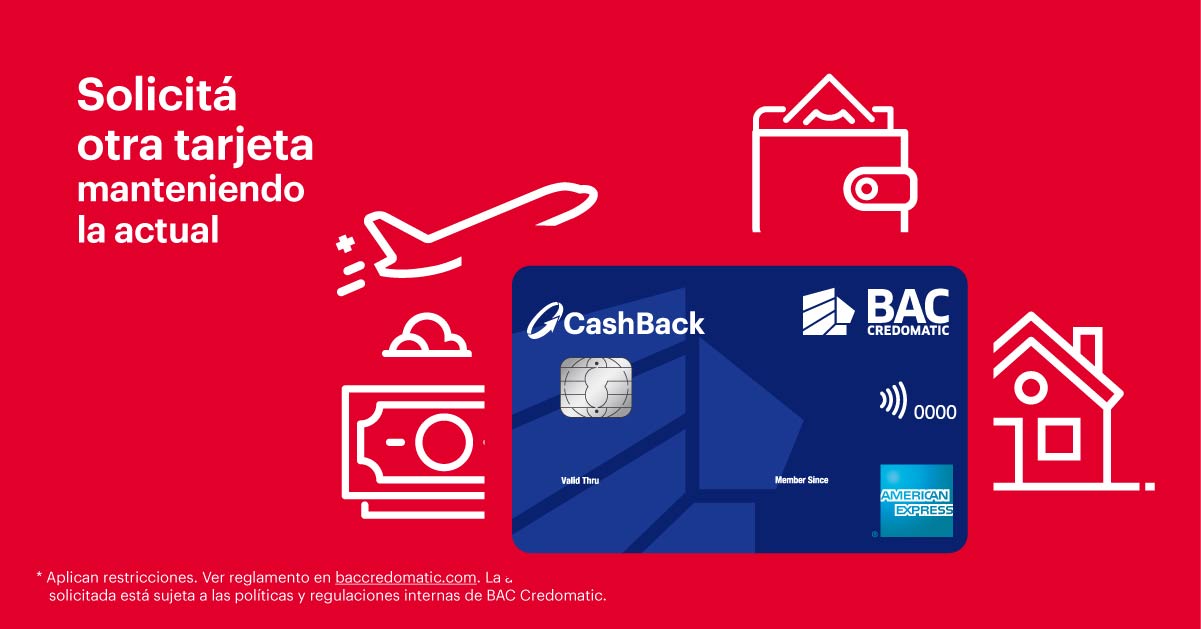 Solicitá
otra tarjeta
manteniendo
la actual
CashBack
BAC
CREDOMATIC
0000
Valid Thru
Member Since
AMERICAN
EXPRESS
®
* Aplican restricciones. Ver reglamento en baccredomatic.com. La
solicitada está sujeta a las políticas y regulaciones internas de BAC Credomatic.